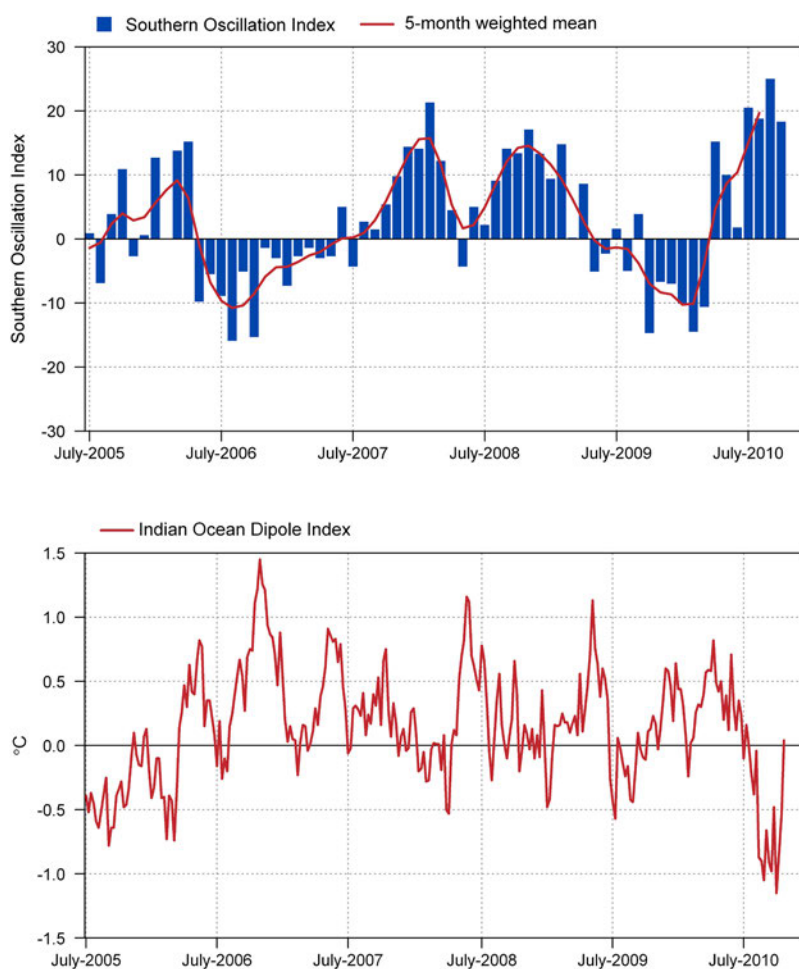 Southern Oscillation Index 5-month weighted mean
30
20
10
0
-10
-20
-30
Southern Oscillation Index
July-2005 July-2006 July-2007 July-2008 July-2009 July-2010
Indian Ocean Dipole Index
1.5
1.0
0.5
0.0
-0.5
-1.0
-1.5
°C
July-2005 July-2006 July-2007 July-2008 July-2009 July-2010